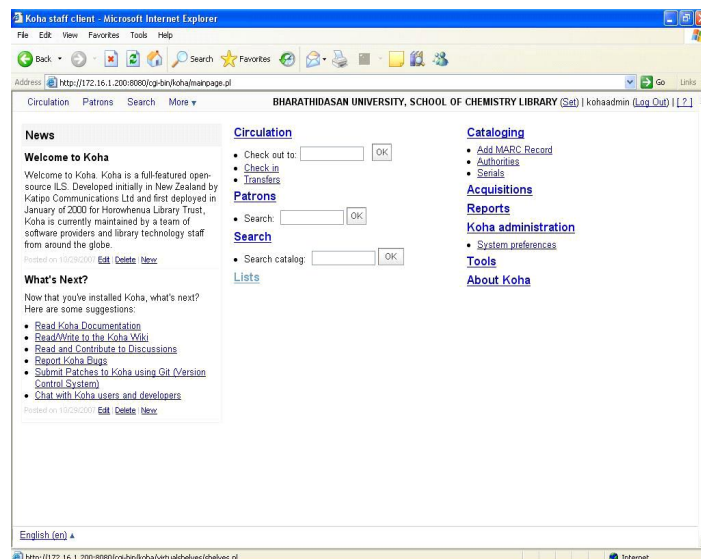 Koha staff client - Microsoft Internet Explorer
File Edit View Favorites Tools Help
Back Search Favorites
Address http://172.16.1.200:8080/cgi-bin/koha/mainpage.pl Go Links
Circulation Patrons Search More ▾ BHARATHIDASAN UNIVERSITY, SCHOOL OF CHEMISTRY LIBRARY (Set) | kohaadmin (Log Out) | [ ? ]
News
Welcome to Koha
Welcome to Koha. Koha is a full-featured open-
source ILS. Developed initially in New Zealand by
Katipo Communications Ltd and first deployed in
January of 2000 for Horowhenua Library Trust,
Koha is currently maintained by a team of
software providers and library technology staff
from around the globe.
Posted on 10/29/2007 Edit | Delete | New
What's Next?
Now that you've installed Koha, what's next?
Here are some suggestions:
• Read Koha Documentation
• Read/Write to the Koha Wiki
• Read and Contribute to Discussions
• Report Koha Bugs
• Submit Patches to Koha using Git (Version
Control System)
• Chat with Koha users and developers
Posted on 10/29/2007 Edit | Delete | New
Circulation
• Check out to: OK
• Check in
• Transfers
Patrons
• Search: OK
Search
• Search catalog: OK
Lists
Cataloging
• Add MARC Record
• Authorities
• Serials
Acquisitions
Reports
Koha administration
• System preferences
Tools
About Koha
English (en) ▴
http://172.16.1.200:8080/cgi-bin/koha/virtualshelves/shelves.pl Internet